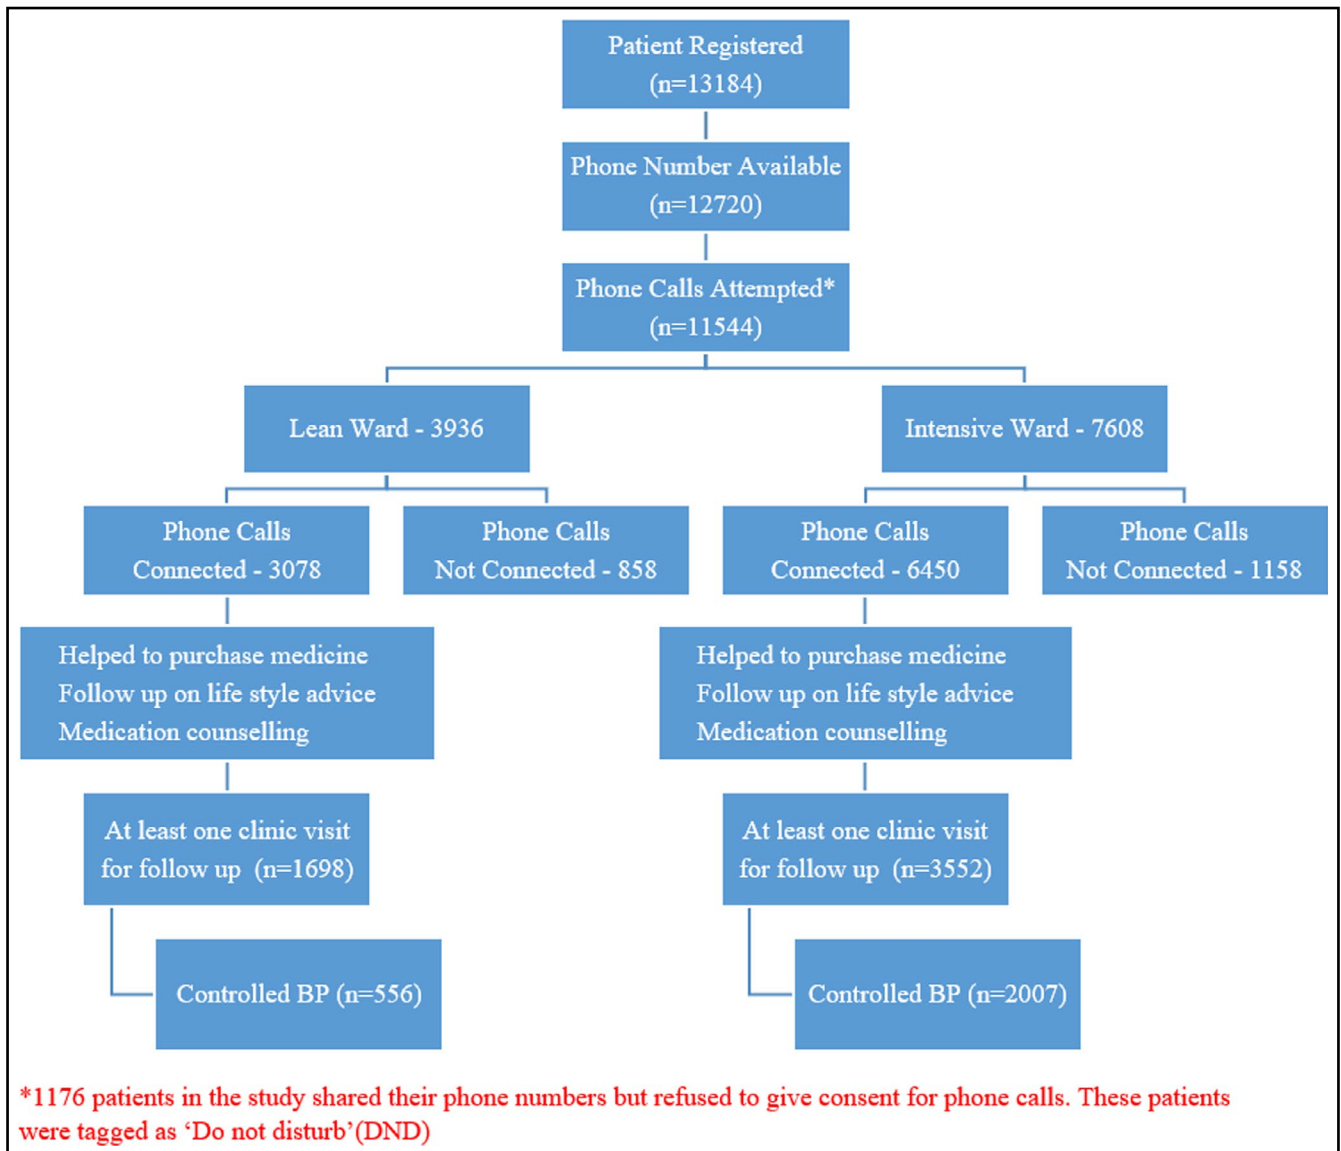 Patient Registered
(n=13184)
Phone Number Available
(n=12720)
Phone Calls Attempted*
(n=11544)
Lean Ward - 3936
Intensive Ward - 7608
Phone Calls
Connected - 3078
Phone Calls
Not Connected - 858
Phone Calls
Connected - 6450
Phone Calls
Not Connected - 1158
Helped to purchase medicine
Follow up on life style advice
Medication counselling
Helped to purchase medicine
Follow up on life style advice
Medication counselling
At least one clinic visit
for follow up (n=1698)
At least one clinic visit
for follow up (n=3552)
Controlled BP (n=556)
Controlled BP (n=2007)
*1176 patients in the study shared their phone numbers but refused to give consent for phone calls. These patients
were tagged as ‘Do not disturb’(DND)